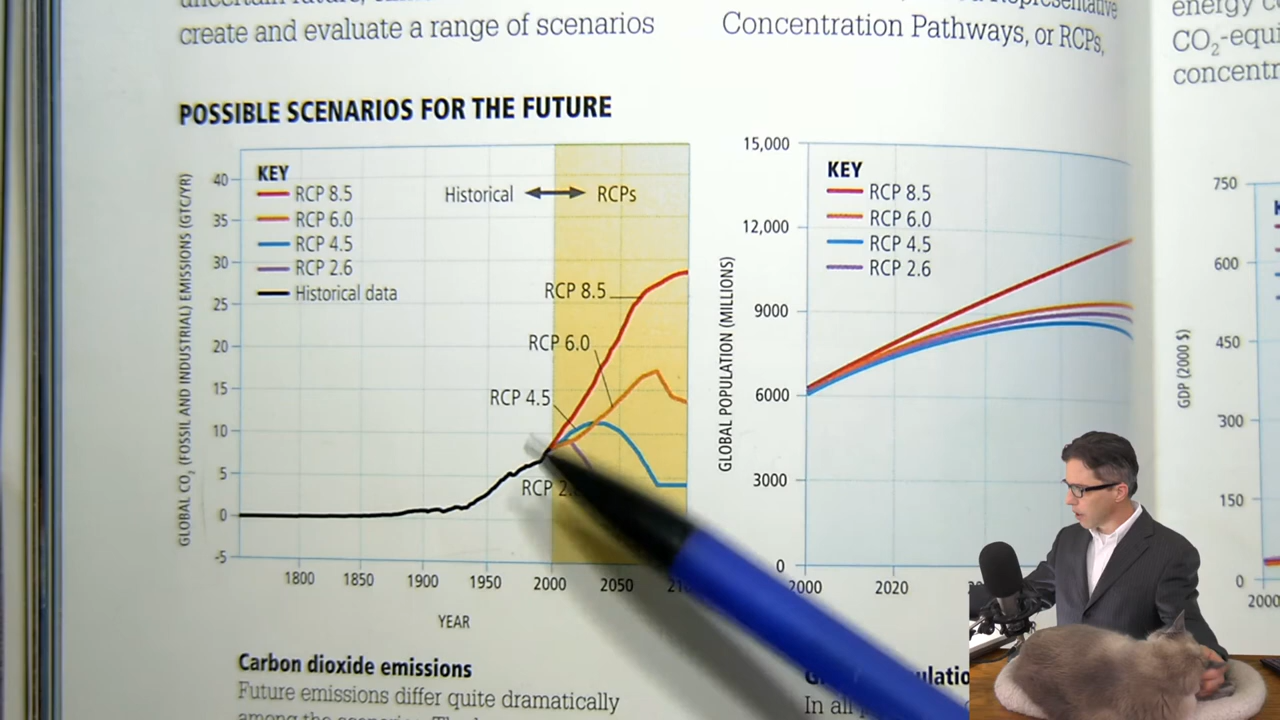 create and evaluate a range of scenarios
Representative
Concentration Pathways, or RCPs,
energy
CO₂-equi
concentr
POSSIBLE SCENARIOS FOR THE FUTURE
GLOBAL CO₂ (FOSSIL AND INDUSTRIAL) EMISSIONS (GTC/YR)
40
35
30
25
20
15
10
5
0
-5
KEY
RCP 8.5
RCP 6.0
RCP 4.5
RCP 2.6
Historical data
Historical
RCPs
RCP 8.5
RCP 6.0
RCP 4.5
RCP 2.
1800
1850
1900
1950
2000
2050
YEAR
Carbon dioxide emissions
Future emissions differ quite dramatically
GLOBAL POPULATION (MILLIONS)
15,000
12,000
9000
6000
3000
0
KEY
RCP 8.5
RCP 6.0
RCP 4.5
RCP 2.6
2000
2020
In all
GDP (2000 $)
750
600
450
300
150
0
2000